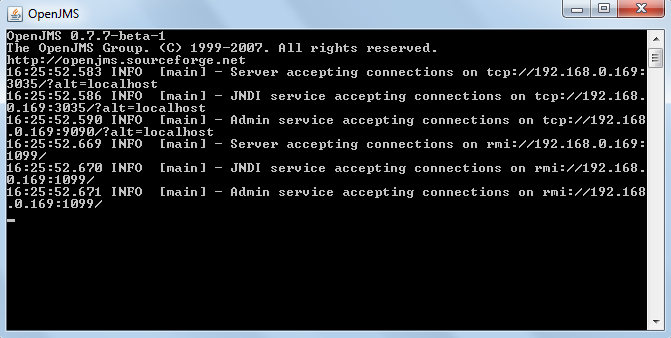 OpenJMS
OpenJMS 0.7.7-beta-1
The OpenJMS Group. (C) 1999-2007. All rights reserved.
http://openjms.sourceforge.net
16:25:52.583 INFO  [main] - Server accepting connections on tcp://192.168.0.169:
3035/?alt=localhost
16:25:52.586 INFO  [main] - JNDI service accepting connections on tcp://192.168.
0.169:3035/?alt=localhost
16:25:52.590 INFO  [main] - Admin service accepting connections on tcp://192.168
.0.169:9090/?alt=localhost
16:25:52.669 INFO  [main] - Server accepting connections on rmi://192.168.0.169:
1099/
16:25:52.670 INFO  [main] - JNDI service accepting connections on rmi://192.168.
0.169:1099/
16:25:52.671 INFO  [main] - Admin service accepting connections on rmi://192.168
.0.169:1099/